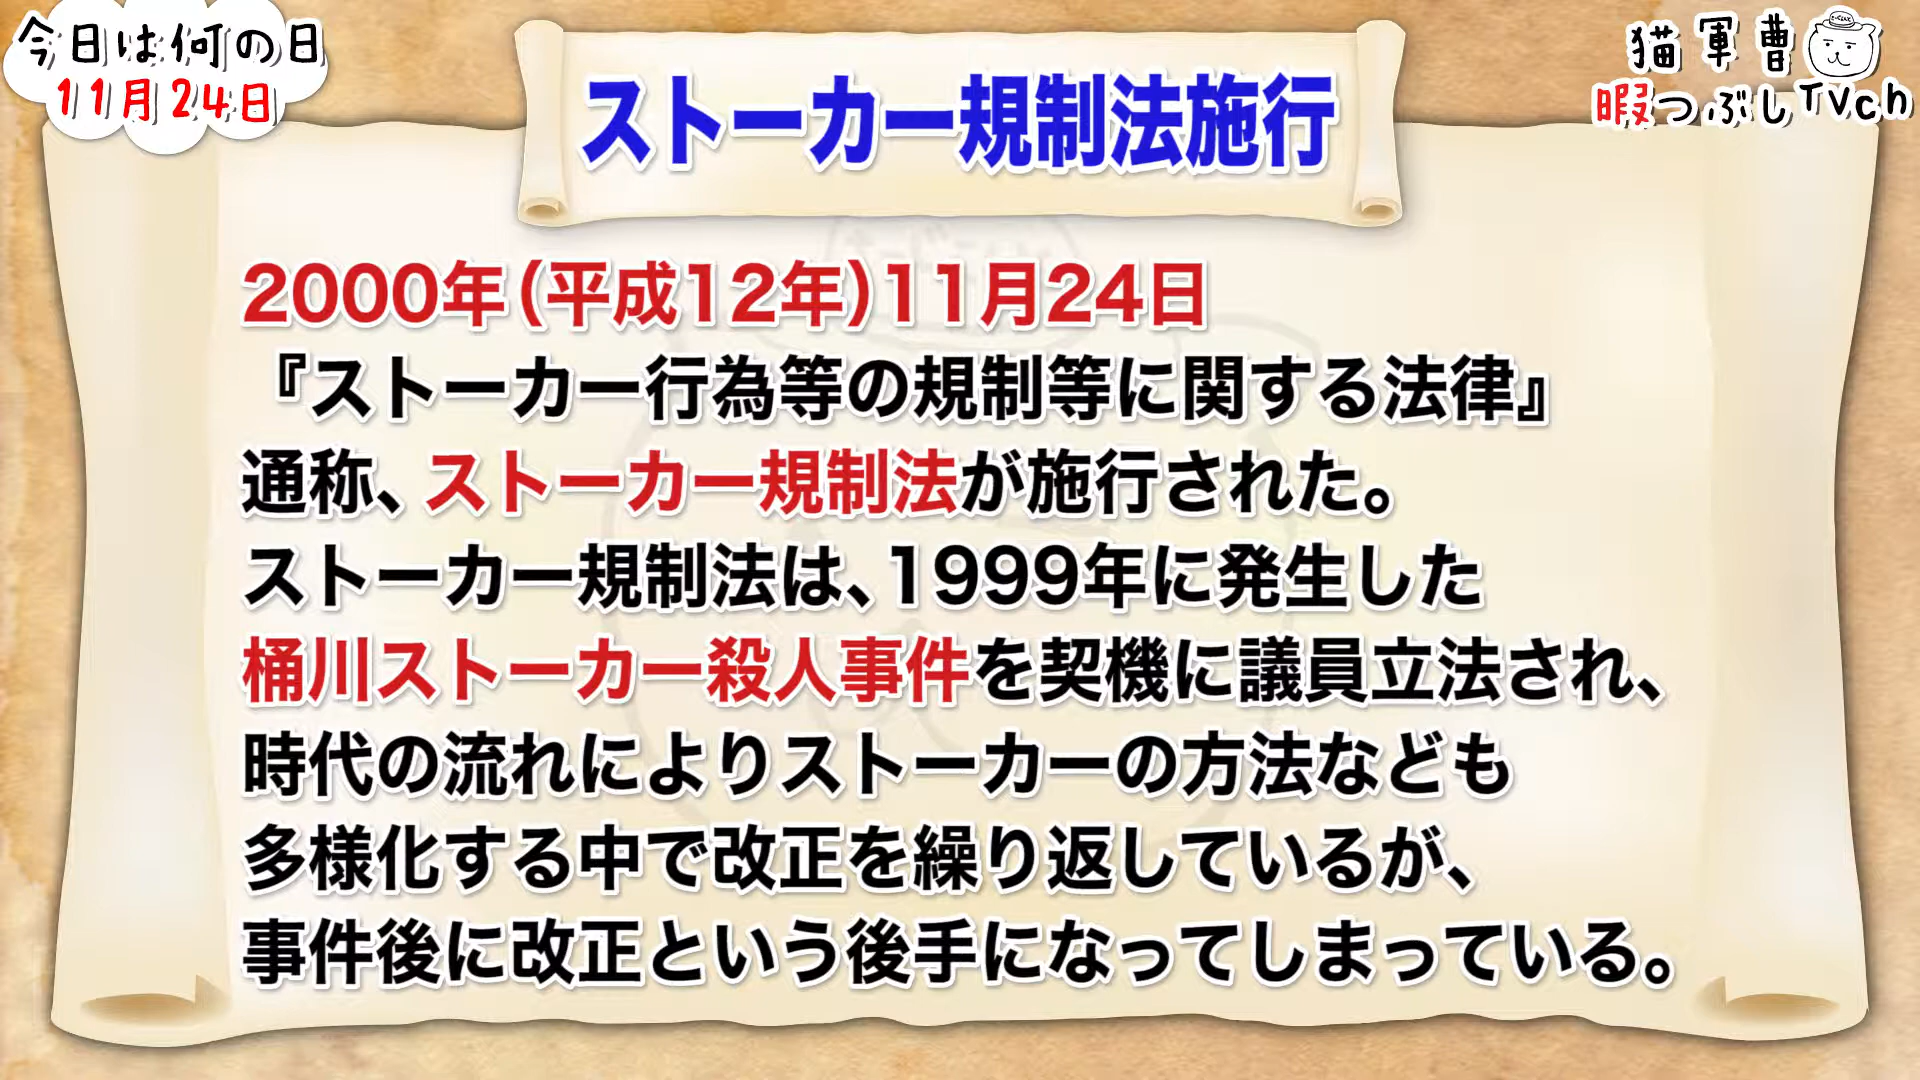 今日は何の日
11月24日
猫軍曹
暇つぶしTVch
ストーカー規制法施行
2000年(平成12年)11月24日
『ストーカー行為等の規制等に関する法律』
通称、ストーカー規制法が施行された。
ストーカー規制法は、1999年に発生した
桶川ストーカー殺人事件を契機に議員立法され、
時代の流れによりストーカーの方法なども
多様化する中で改正を繰り返しているが、
事件後に改正という後手になってしまっている。